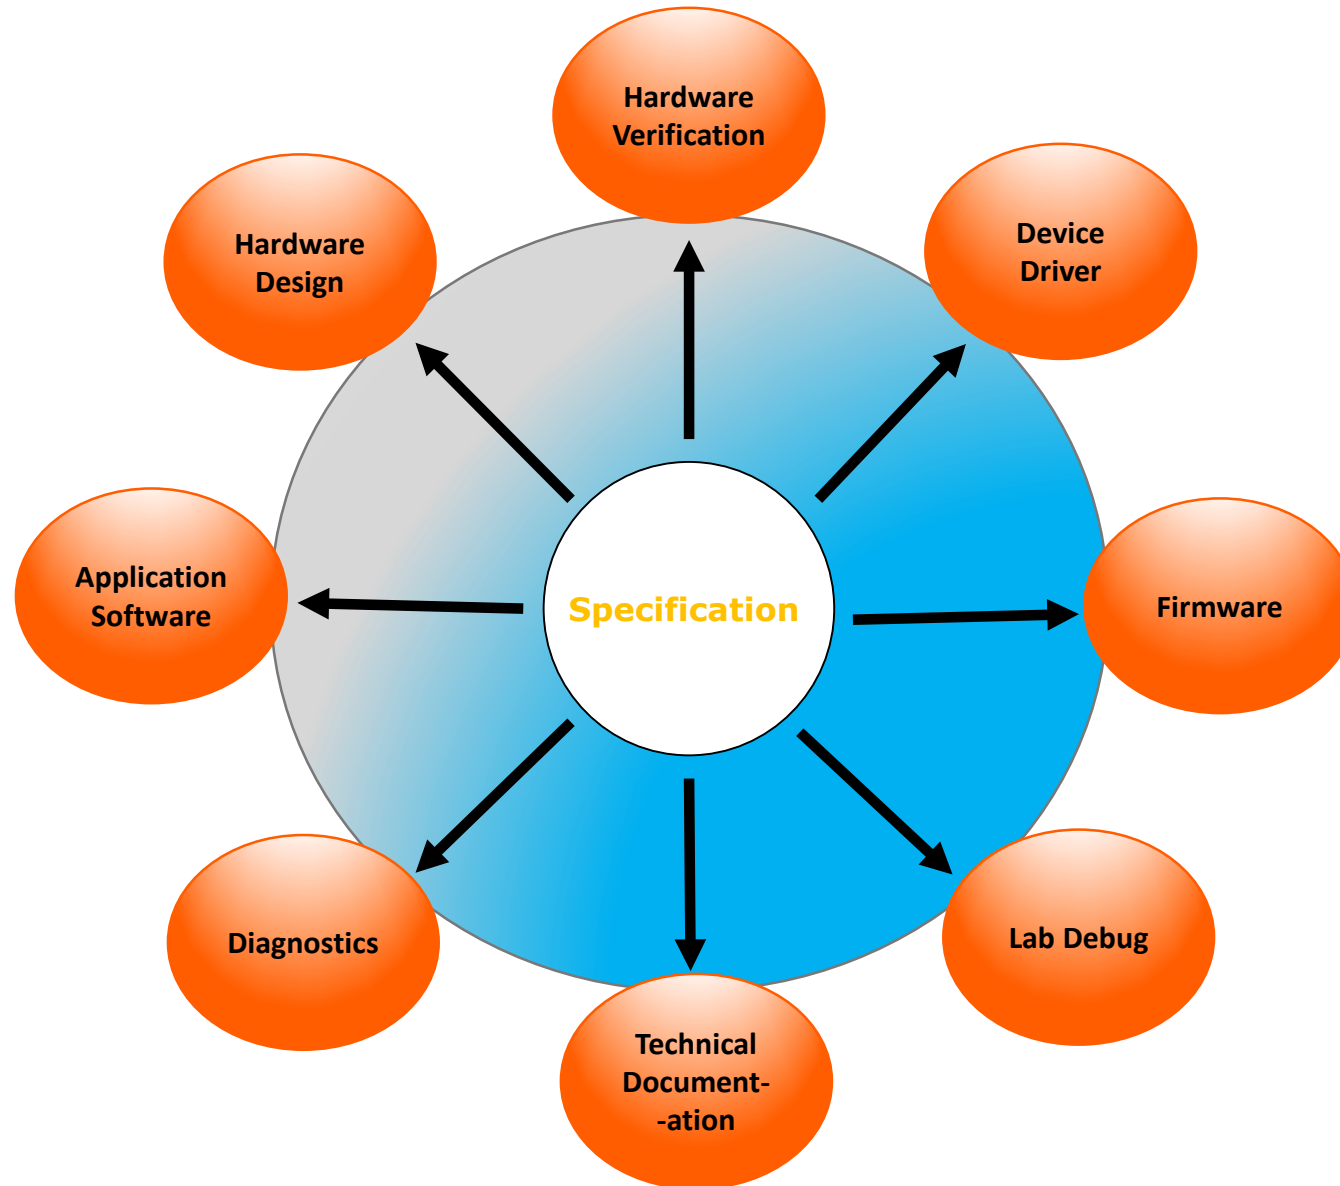 Hardware
Verification
Hardware
Design
Device
Driver
Application
Software
Specification
Firmware
Diagnostics
Lab Debug
Technical
Document-
-ation